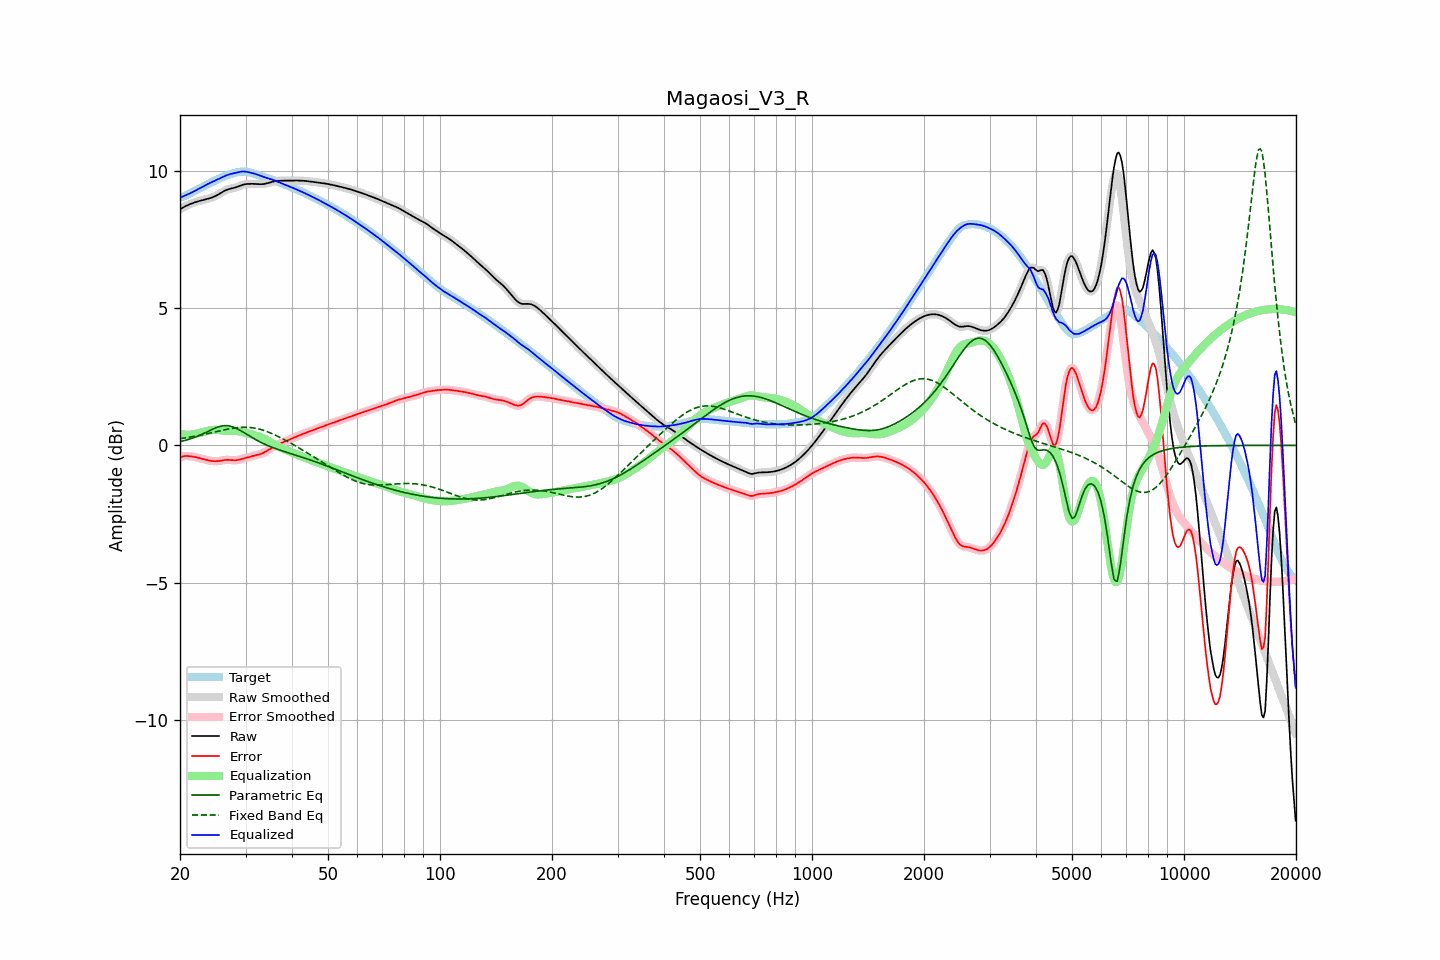 Magaosi_V3_R
Amplitude (dBr)
10
5
0
−5
−10
Target
Raw Smoothed
Error Smoothed
Raw
Error
Equalization
Parametric Eq
Fixed Band Eq
Equalized
20 50 100 200 500 1000 2000 5000 10000 20000
Frequency (Hz)